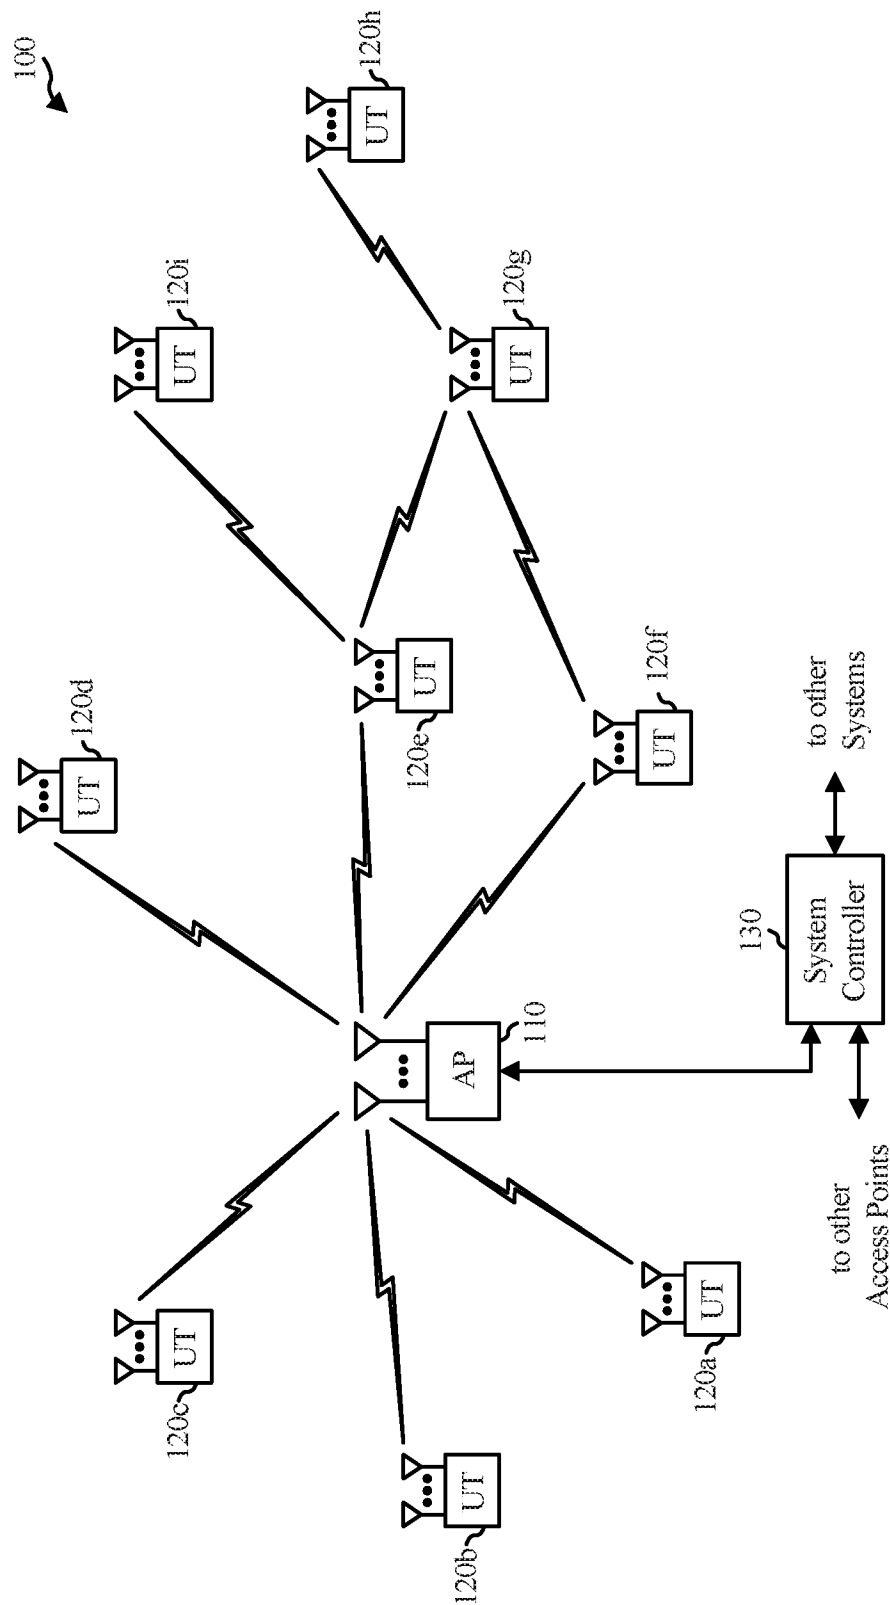 100
UT
120h
UT
120i
UT
120g
UT
120d
UT
120e
UT
120f
AP
110
UT
120c
UT
120b
UT
120a
130
System
Controller
to other
Systems
to other
Access Points